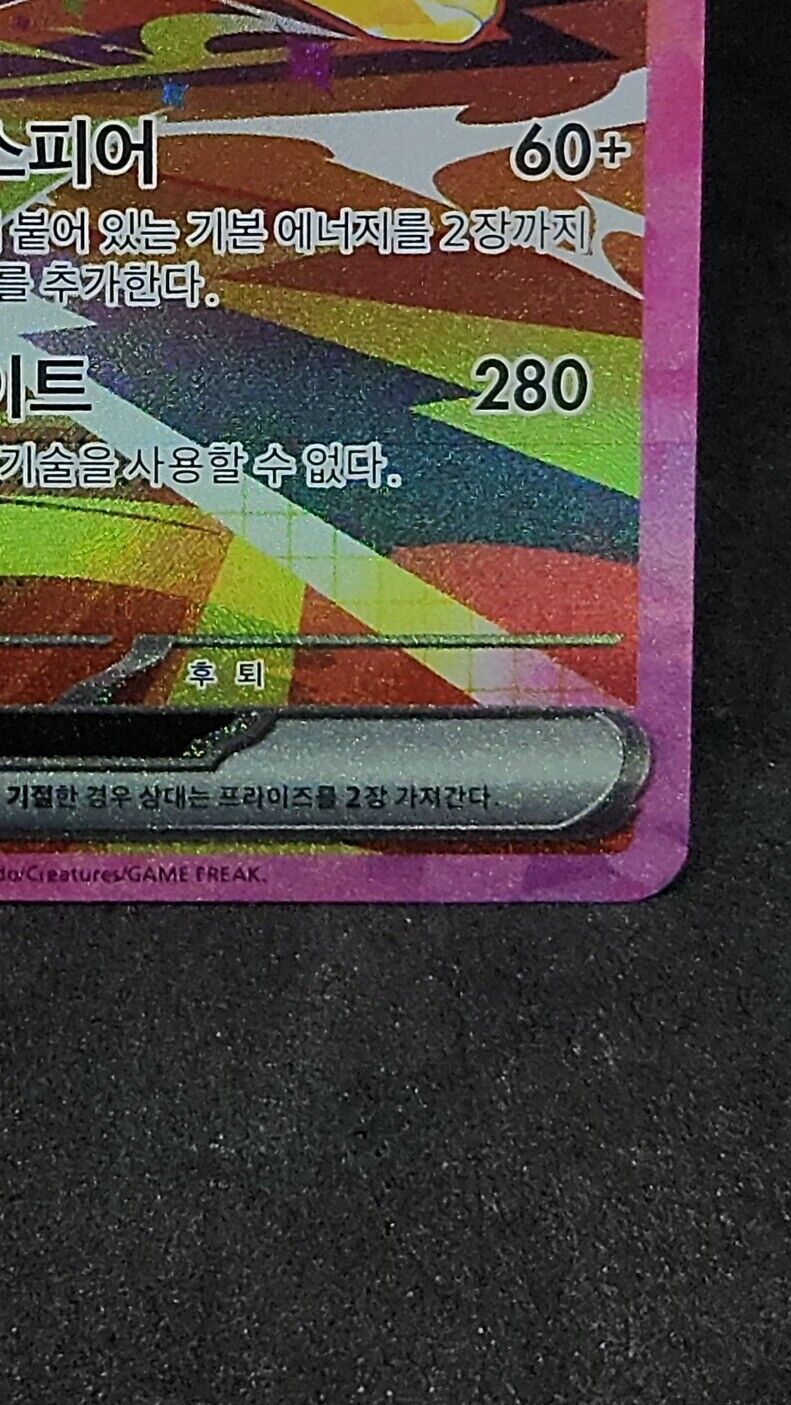 스피어 60+
붙어 있는 기본 에너지를 2장까지
를 추가한다.
이트 280
기술을 사용할 수 없다.
후퇴
기절한 경우 상대는 프라이즈를 2장 가져간다.
do/Creatures/GAME FREAK.